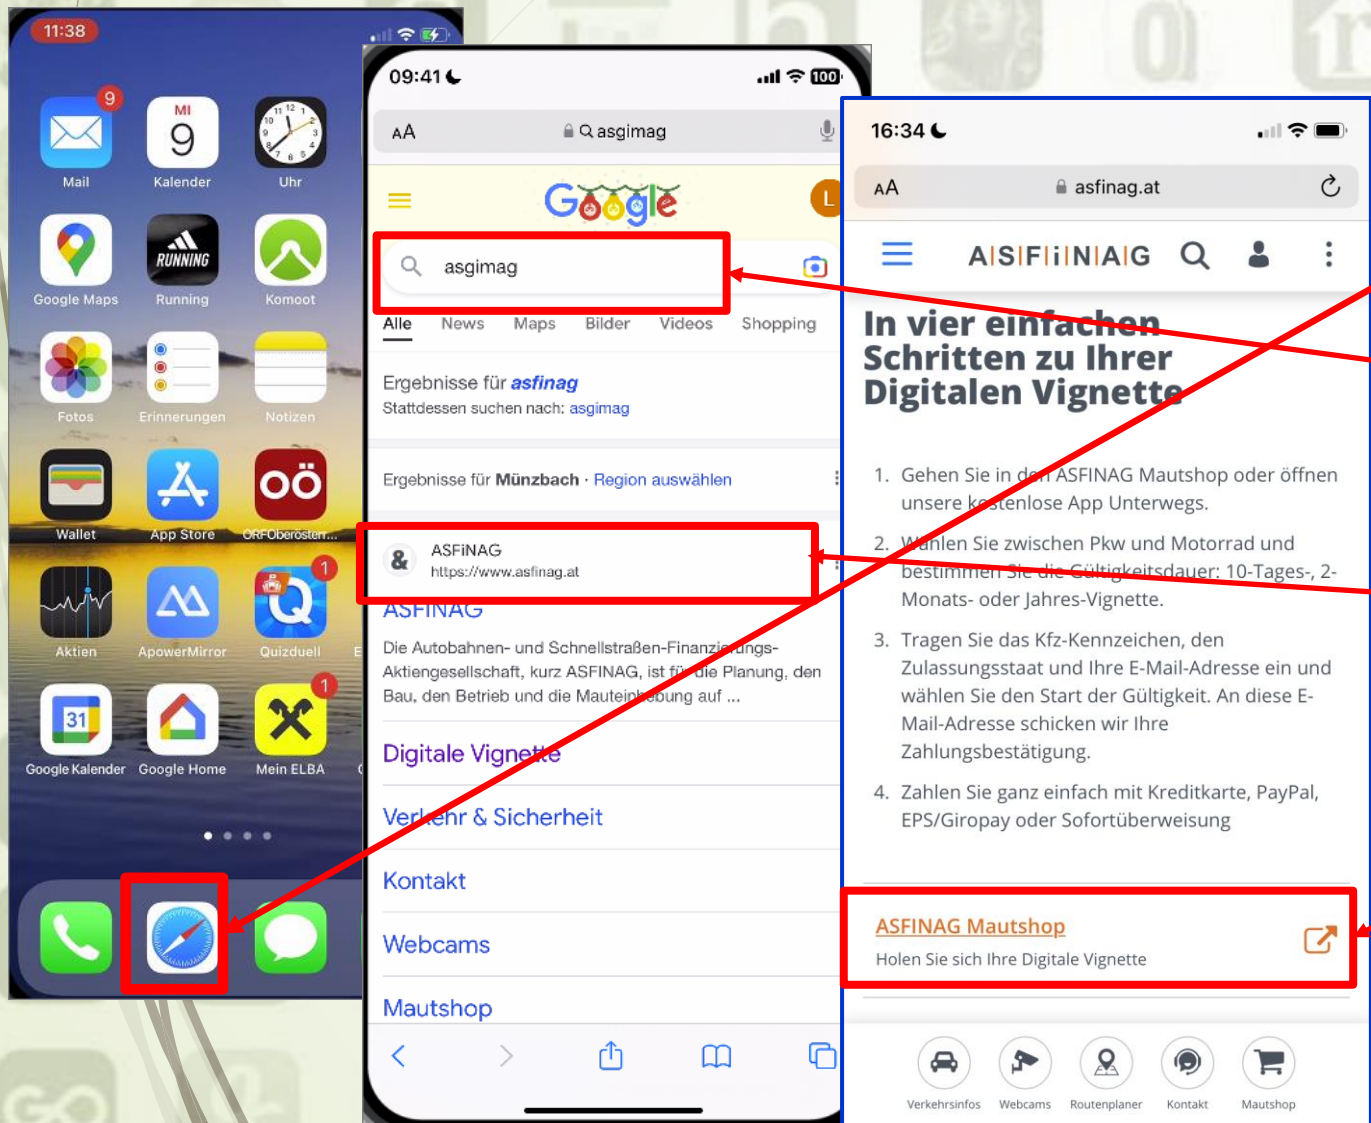 11:38
9
Mail
MI
9
Kalender
Uhr
Google Maps
RUNNING
Running
Komoot
Fotos
Erinnerungen
Notizen
Wallet
App Store
OÖ
ORFOberösterr...
Aktien
ApowerMirror
1
Quizduell
31
Google Kalender
Google Home
1
Mein ELBA
09:41
100
AA
asgimag
Google
L
asgimag
Alle News Maps Bilder Videos Shopping
Ergebnisse für asfinag
Stattdessen suchen nach: asgimag
Ergebnisse für Münzbach · Region auswählen
&
ASFiNAG
https://www.asfinag.at
ASFINAG
Die Autobahnen- und Schnellstraßen-Finanzierungs-
Aktiengesellschaft, kurz ASFINAG, ist für die Planung, den
Bau, den Betrieb und die Mauteinhebung auf ...
Digitale Vignette
Verkehr & Sicherheit
Kontakt
Webcams
Mautshop
16:34
AA
asfinag.at
A|S|F|i|N|A|G
In vier einfachen
Schritten zu Ihrer
Digitalen Vignette
1. Gehen Sie in den ASFINAG Mautshop oder öffnen
unsere kostenlose App Unterwegs.
2. Wählen Sie zwischen Pkw und Motorrad und
bestimmen Sie die Gültigkeitsdauer: 10-Tages-, 2-
Monats- oder Jahres-Vignette.
3. Tragen Sie das Kfz-Kennzeichen, den
Zulassungsstaat und Ihre E-Mail-Adresse ein und
wählen Sie den Start der Gültigkeit. An diese E-
Mail-Adresse schicken wir Ihre
Zahlungsbestätigung.
4. Zahlen Sie ganz einfach mit Kreditkarte, PayPal,
EPS/Giropay oder Sofortüberweisung
ASFINAG Mautshop
Holen Sie sich Ihre Digitale Vignette
Verkehrsinfos Webcams Routenplaner Kontakt Mautshop